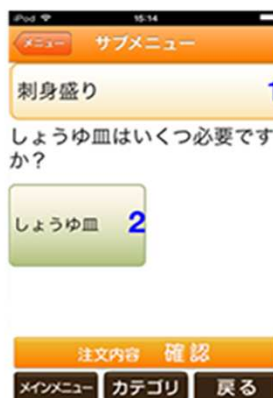 iPod 15:14
メニュー サブメニュー
刺身盛り 1
しょうゆ皿はいくつ必要です
か？
しょうゆ皿 2
注文内容 確認
メインメニュー カテゴリ 戻る